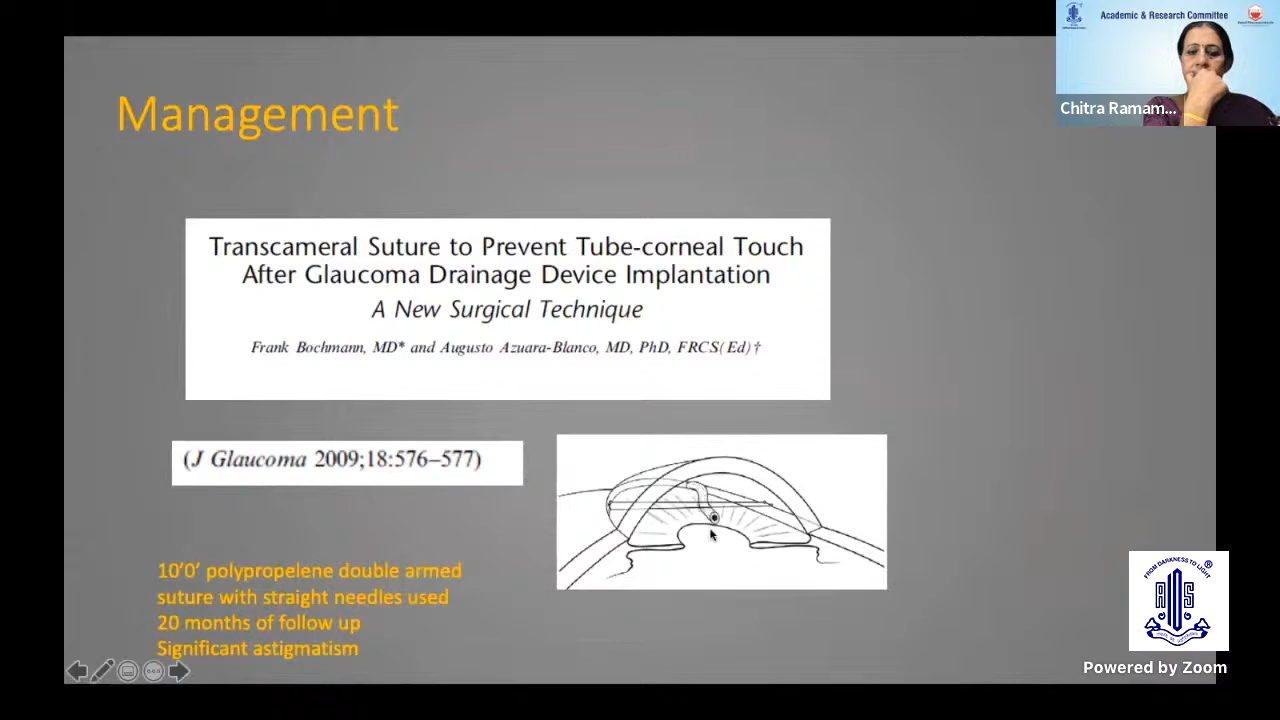 Academic & Research Committee
Chitra Ramam...
Management
Transcameral Suture to Prevent Tube-corneal Touch
After Glaucoma Drainage Device Implantation
A New Surgical Technique
Frank Bochmann, MD* and Augusto Azuara-Blanco, MD, PhD, FRCS(Ed)†
(J Glaucoma 2009;18:576–577)
10'0' polypropelene double armed
suture with straight needles used
20 months of follow up
Significant astigmatism
FROM DARKNESS TO LIGHT
®
Powered by Zoom